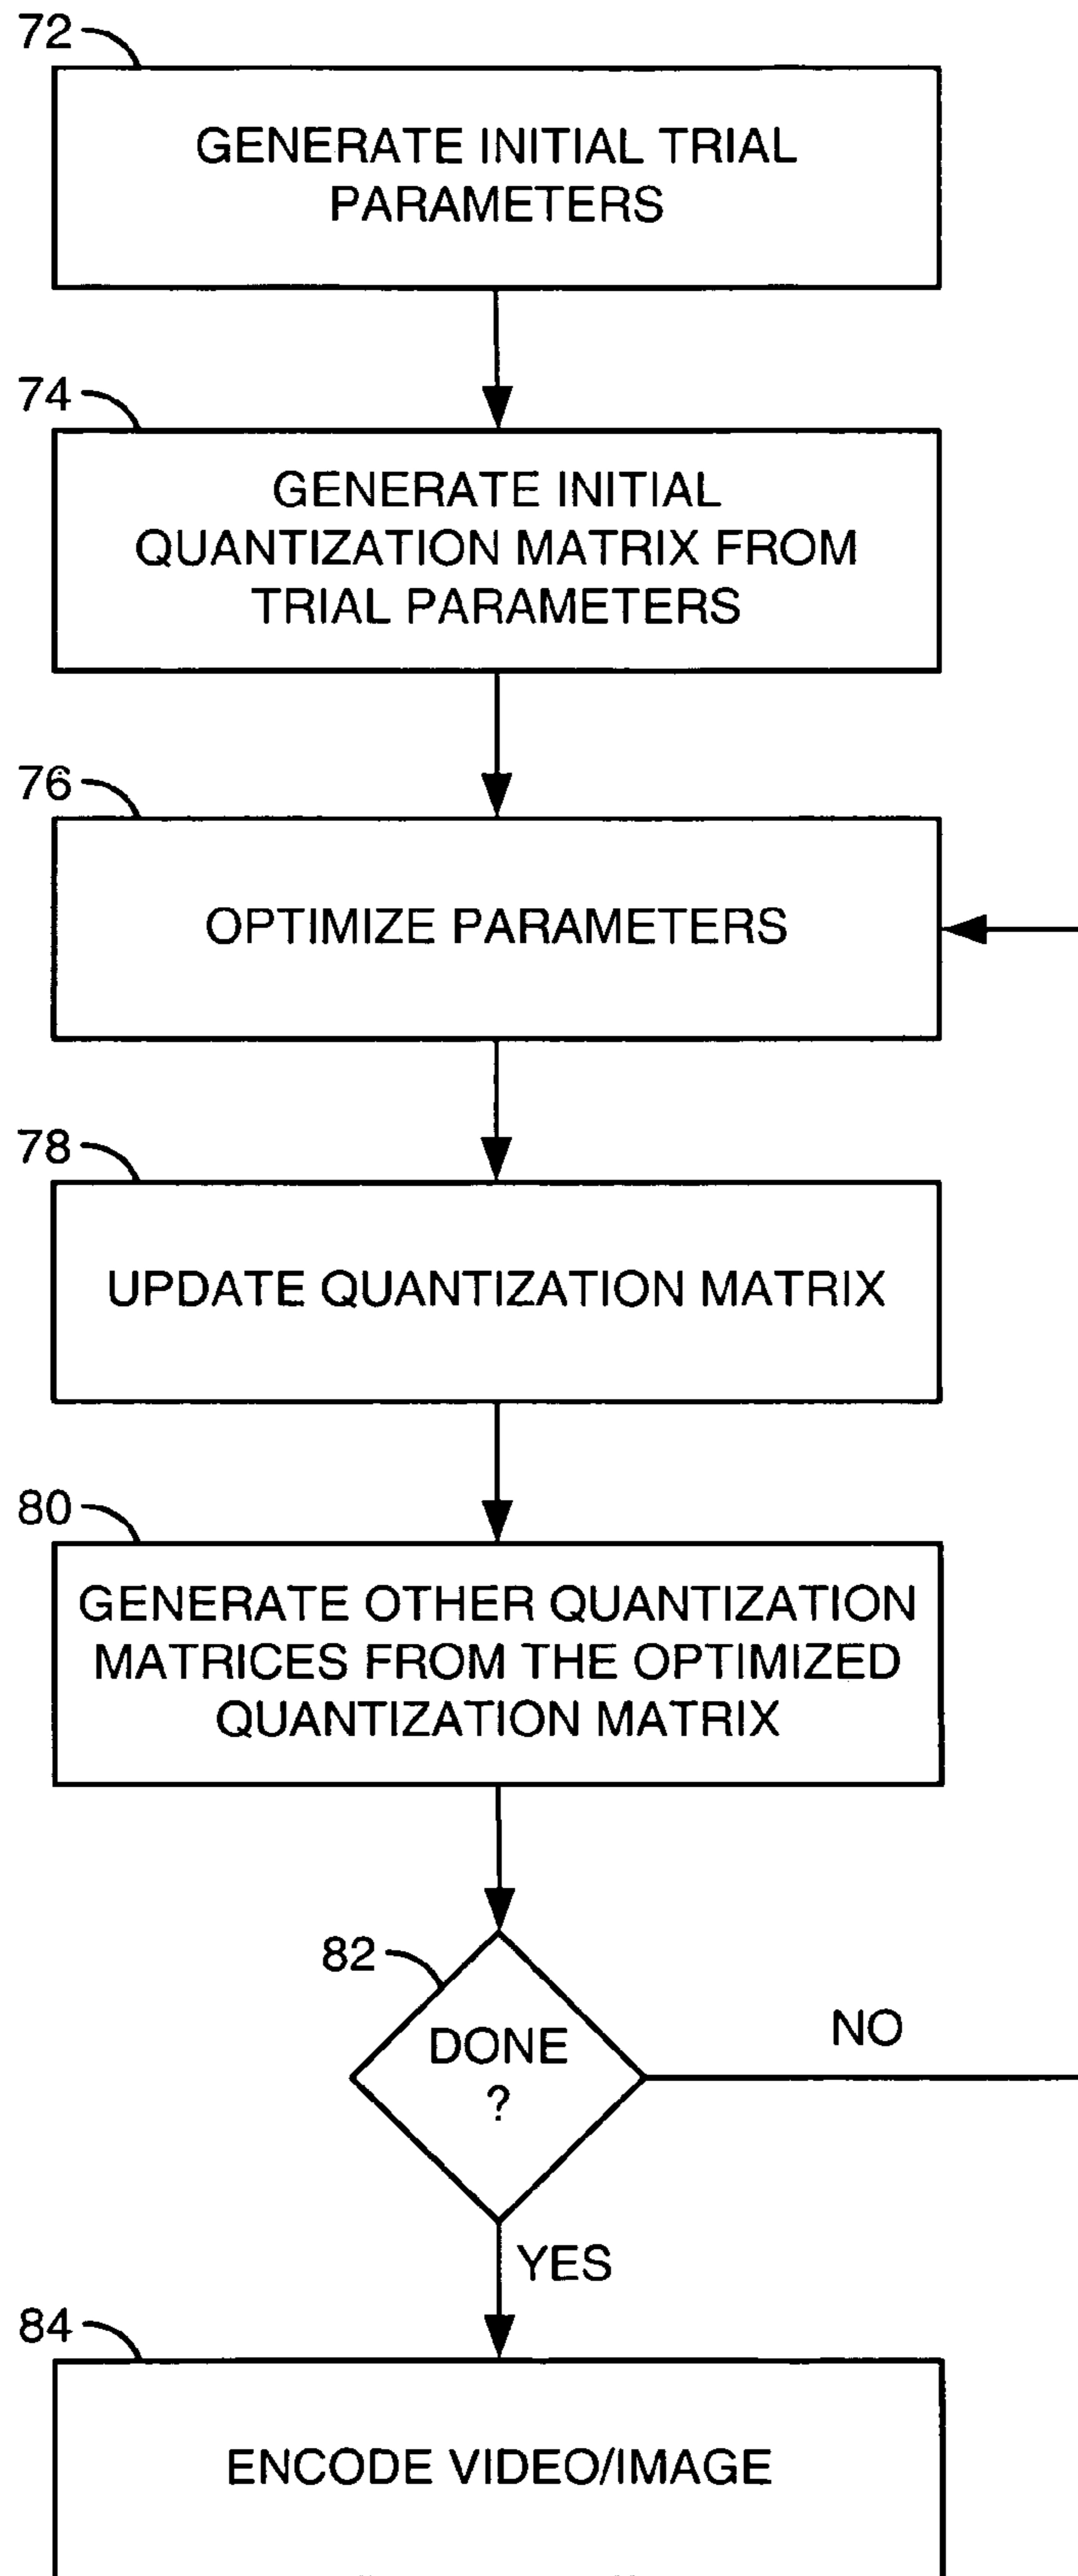 72
GENERATE INITIAL TRIAL
PARAMETERS
74
GENERATE INITIAL
QUANTIZATION MATRIX FROM
TRIAL PARAMETERS
76
OPTIMIZE PARAMETERS
78
UPDATE QUANTIZATION MATRIX
80
GENERATE OTHER QUANTIZATION
MATRICES FROM THE OPTIMIZED
QUANTIZATION MATRIX
82
DONE
?
NO
YES
84
ENCODE VIDEO/IMAGE